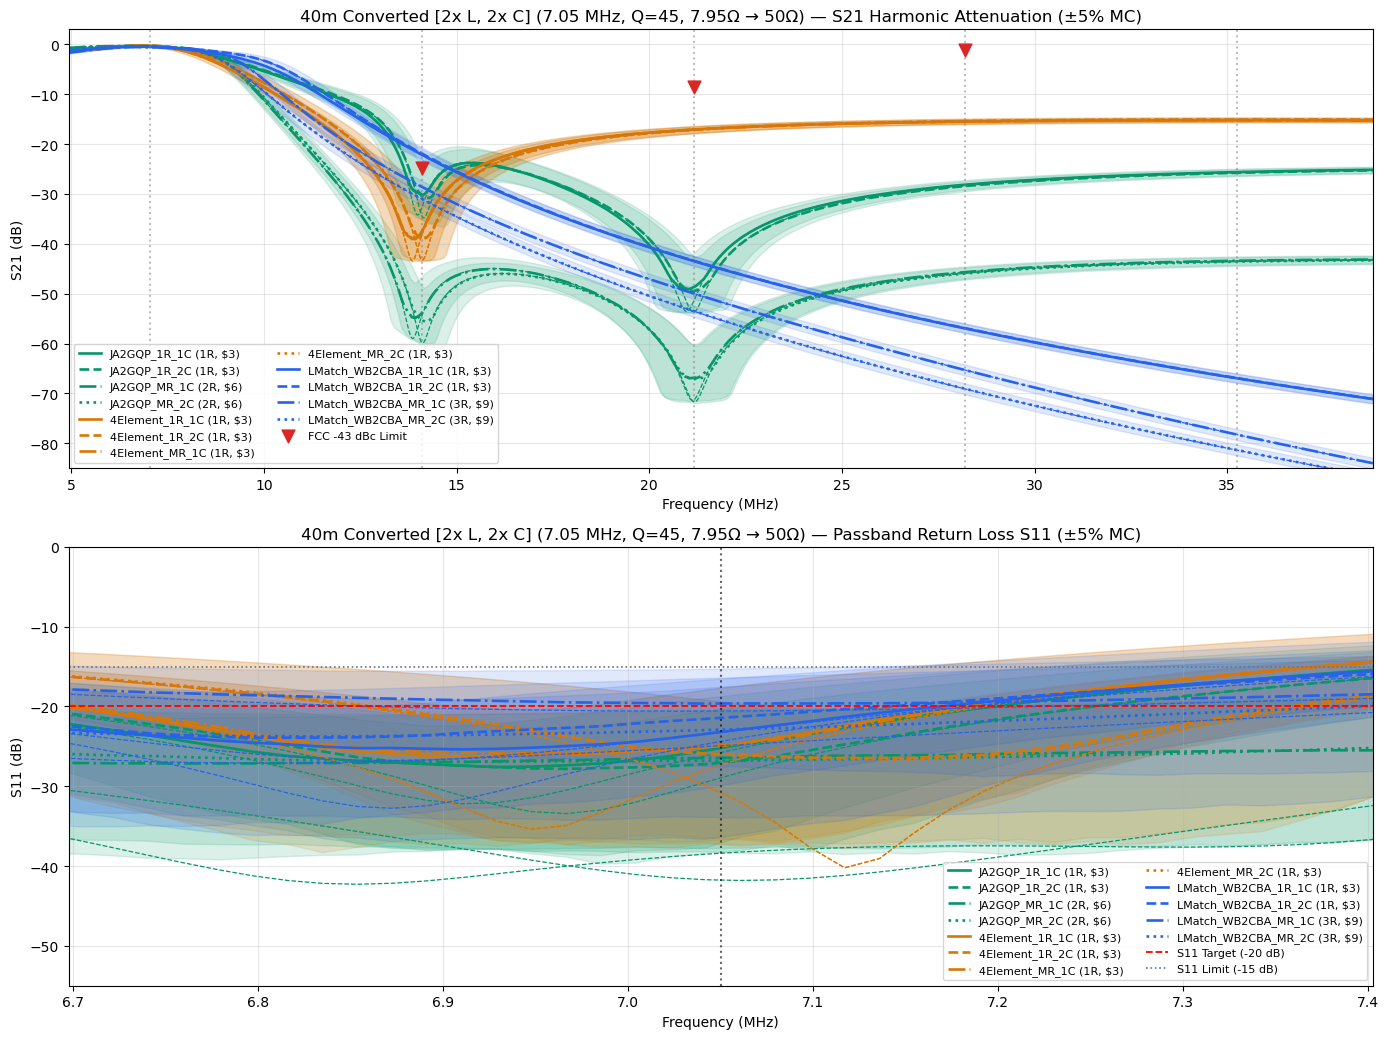 40m Converted [2x L, 2x C] (7.05 MHz, Q=45, 7.95Ω → 50Ω) — S21 Harmonic Attenuation (±5% MC)
S21 (dB)
0
−10
−20
−30
−40
−50
−60
−70
−80
JA2GQP_1R_1C (1R, $3)
JA2GQP_1R_2C (1R, $3)
JA2GQP_MR_1C (2R, $6)
JA2GQP_MR_2C (2R, $6)
4Element_1R_1C (1R, $3)
4Element_1R_2C (1R, $3)
4Element_MR_1C (1R, $3)
4Element_MR_2C (1R, $3)
LMatch_WB2CBA_1R_1C (1R, $3)
LMatch_WB2CBA_1R_2C (1R, $3)
LMatch_WB2CBA_MR_1C (3R, $9)
LMatch_WB2CBA_MR_2C (3R, $9)
FCC -43 dBc Limit
5 10 15 20 25 30 35
Frequency (MHz)
40m Converted [2x L, 2x C] (7.05 MHz, Q=45, 7.95Ω → 50Ω) — Passband Return Loss S11 (±5% MC)
S11 (dB)
0
−10
−20
−30
−40
−50
JA2GQP_1R_1C (1R, $3)
JA2GQP_1R_2C (1R, $3)
JA2GQP_MR_1C (2R, $6)
JA2GQP_MR_2C (2R, $6)
4Element_1R_1C (1R, $3)
4Element_1R_2C (1R, $3)
4Element_MR_1C (1R, $3)
4Element_MR_2C (1R, $3)
LMatch_WB2CBA_1R_1C (1R, $3)
LMatch_WB2CBA_1R_2C (1R, $3)
LMatch_WB2CBA_MR_1C (3R, $9)
LMatch_WB2CBA_MR_2C (3R, $9)
S11 Target (-20 dB)
S11 Limit (-15 dB)
6.7 6.8 6.9 7.0 7.1 7.2 7.3 7.4
Frequency (MHz)